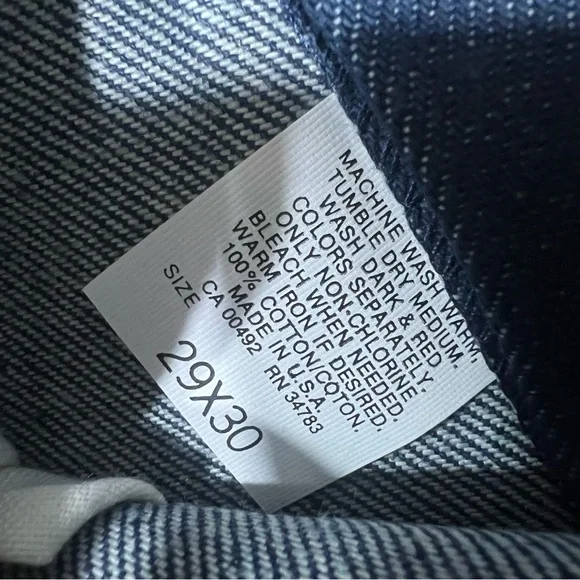 MACHINE WASH WARM.
TUMBLE DRY MEDIUM.
WASH DARK & RED
COLORS SEPARATELY.
ONLY NON-CHLORINE
BLEACH WHEN NEEDED.
WARM IRON IF DESIRED.
100% COTTON/COTON.
MADE IN U.S.A.
CA 00492 RN 34783
SIZE
29X30